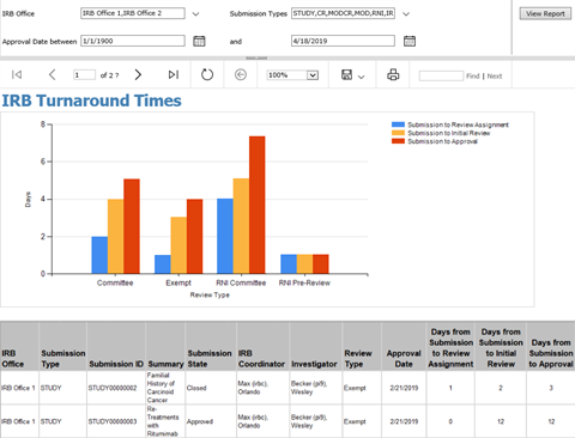 IRB Office IRB Office 1,IRB Office 2 Submission Types STUDY,CR,MODCR,MOD,RNI,IR View Report
Approval Date between 1/1/1900 and 4/18/2019
1 of 2 ? 100% Find | Next
IRB Turnaround Times
8
6
4
2
0
Days
Committee Exempt RNI Committee RNI Pre-Review
Review Type
Submission to Review Assignment
Submission to Initial Review
Submission to Approval
IRB Office Submission Type Submission ID Summary Submission State IRB Coordinator Investigator Review Type Approval Date Days from Submission to Review Assignment Days from Submission to Initial Review Days from Submission to Approval
IRB Office 1 STUDY STUDY00000002 Familial History of Carcinoid Cancer Closed Max (irbc), Orlando Becker (pi9), Wesley Exempt 2/21/2019 1 2 3
IRB Office 1 STUDY STUDY00000083 Re-Treatments with Rituximab Approved Max (irbc), Orlando Becker (pi9), Wesley Exempt 2/21/2019 0 12 12